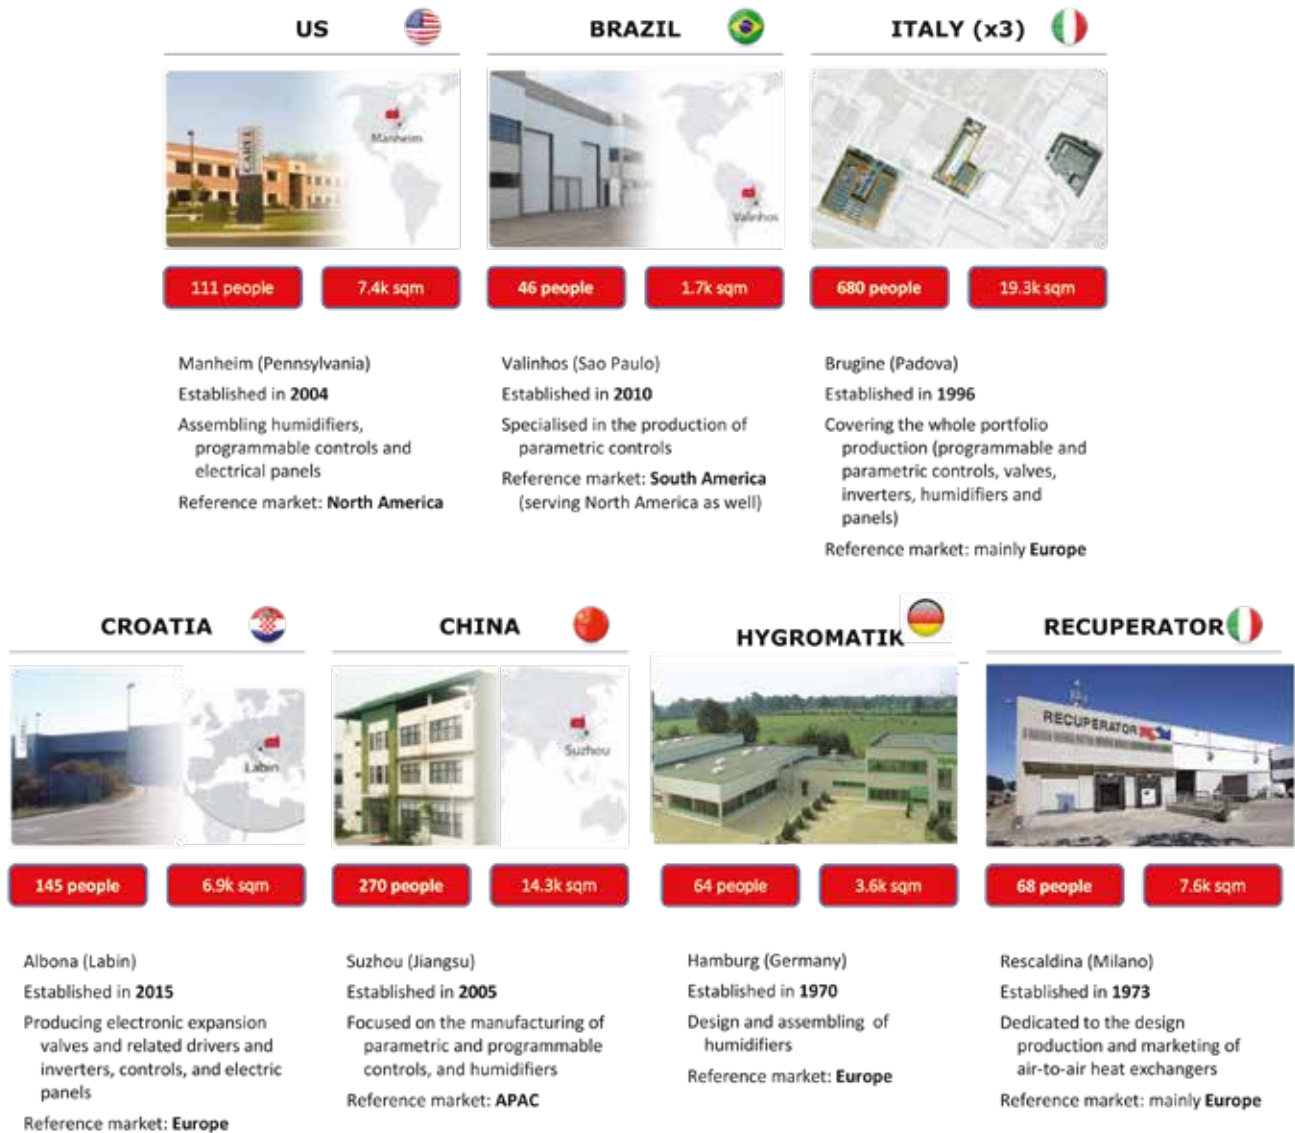 US
BRAZIL
ITALY (x3)
CAREL
Manheim
Valinhos
111 people
7.4k sqm
46 people
1.7k sqm
680 people
19.3k sqm
Manheim (Pennsylvania)
Established in 2004
Assembling humidifiers,
programmable controls and
electrical panels
Reference market: North America
Valinhos (Sao Paulo)
Established in 2010
Specialised in the production of
parametric controls
Reference market: South America
(serving North America as well)
Brugine (Padova)
Established in 1996
Covering the whole portfolio
production (programmable and
parametric controls, valves,
inverters, humidifiers and
panels)
Reference market: mainly Europe
CROATIA
CHINA
HYGROMATIK
RECUPERATOR
Labin
Suzhou
RECUPERATOR
145 people
6.9k sqm
270 people
14.3k sqm
64 people
3.6k sqm
68 people
7.6k sqm
Albona (Labin)
Established in 2015
Producing electronic expansion
valves and related drivers and
inverters, controls, and electric
panels
Reference market: Europe
Suzhou (Jiangsu)
Established in 2005
Focused on the manufacturing of
parametric and programmable
controls, and humidifiers
Reference market: APAC
Hamburg (Germany)
Established in 1970
Design and assembling of
humidifiers
Reference market: Europe
Rescaldina (Milano)
Established in 1973
Dedicated to the design
production and marketing of
air-to-air heat exchangers
Reference market: mainly Europe